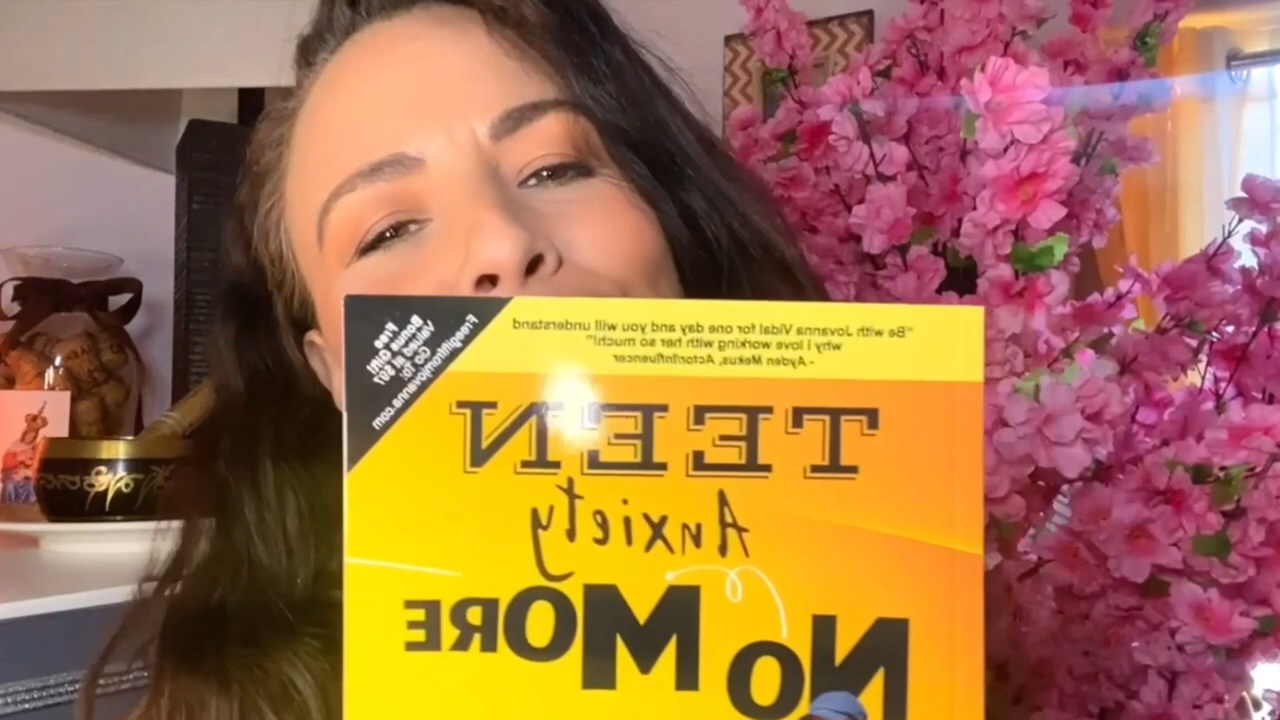 "Be with Jovanna Vidal for one day and you will understand
why I love working with her so much!"
- Ayden Mekus, Actor/Influencer
Free
Bonus Gift
Valued at $97
Go To:
Freegiftfromjovanna.com
TEEN
Anxiety
NO MORE